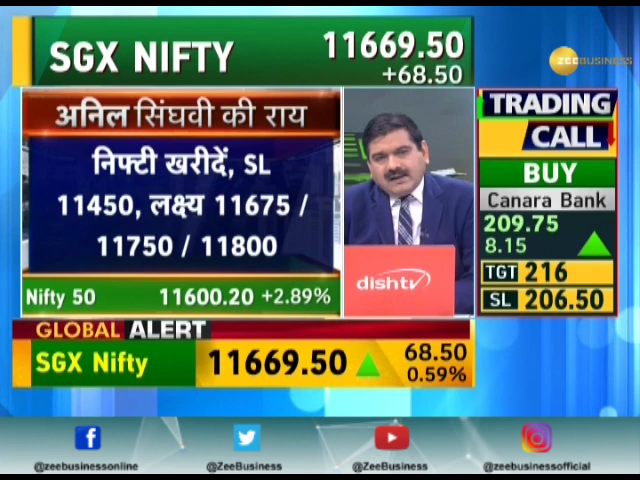 SGX NIFTY
11669.50
+68.50
ZEEBUSINESS
अनिल सिंघवी की राय
निफ्टी खरीदें, SL
11450, लक्ष्य 11675 /
11750 / 11800
Nifty 50 11600.20 +2.89%
dishtv
TRADING
CALL
BUY
Canara Bank
209.75
8.15
TGT 216
SL 206.50
GLOBAL ALERT
SGX Nifty 11669.50 68.50
0.59%
@zeebusinessonline
@ZeeBusiness
@ZeeBusiness
@zeebusinessofficial